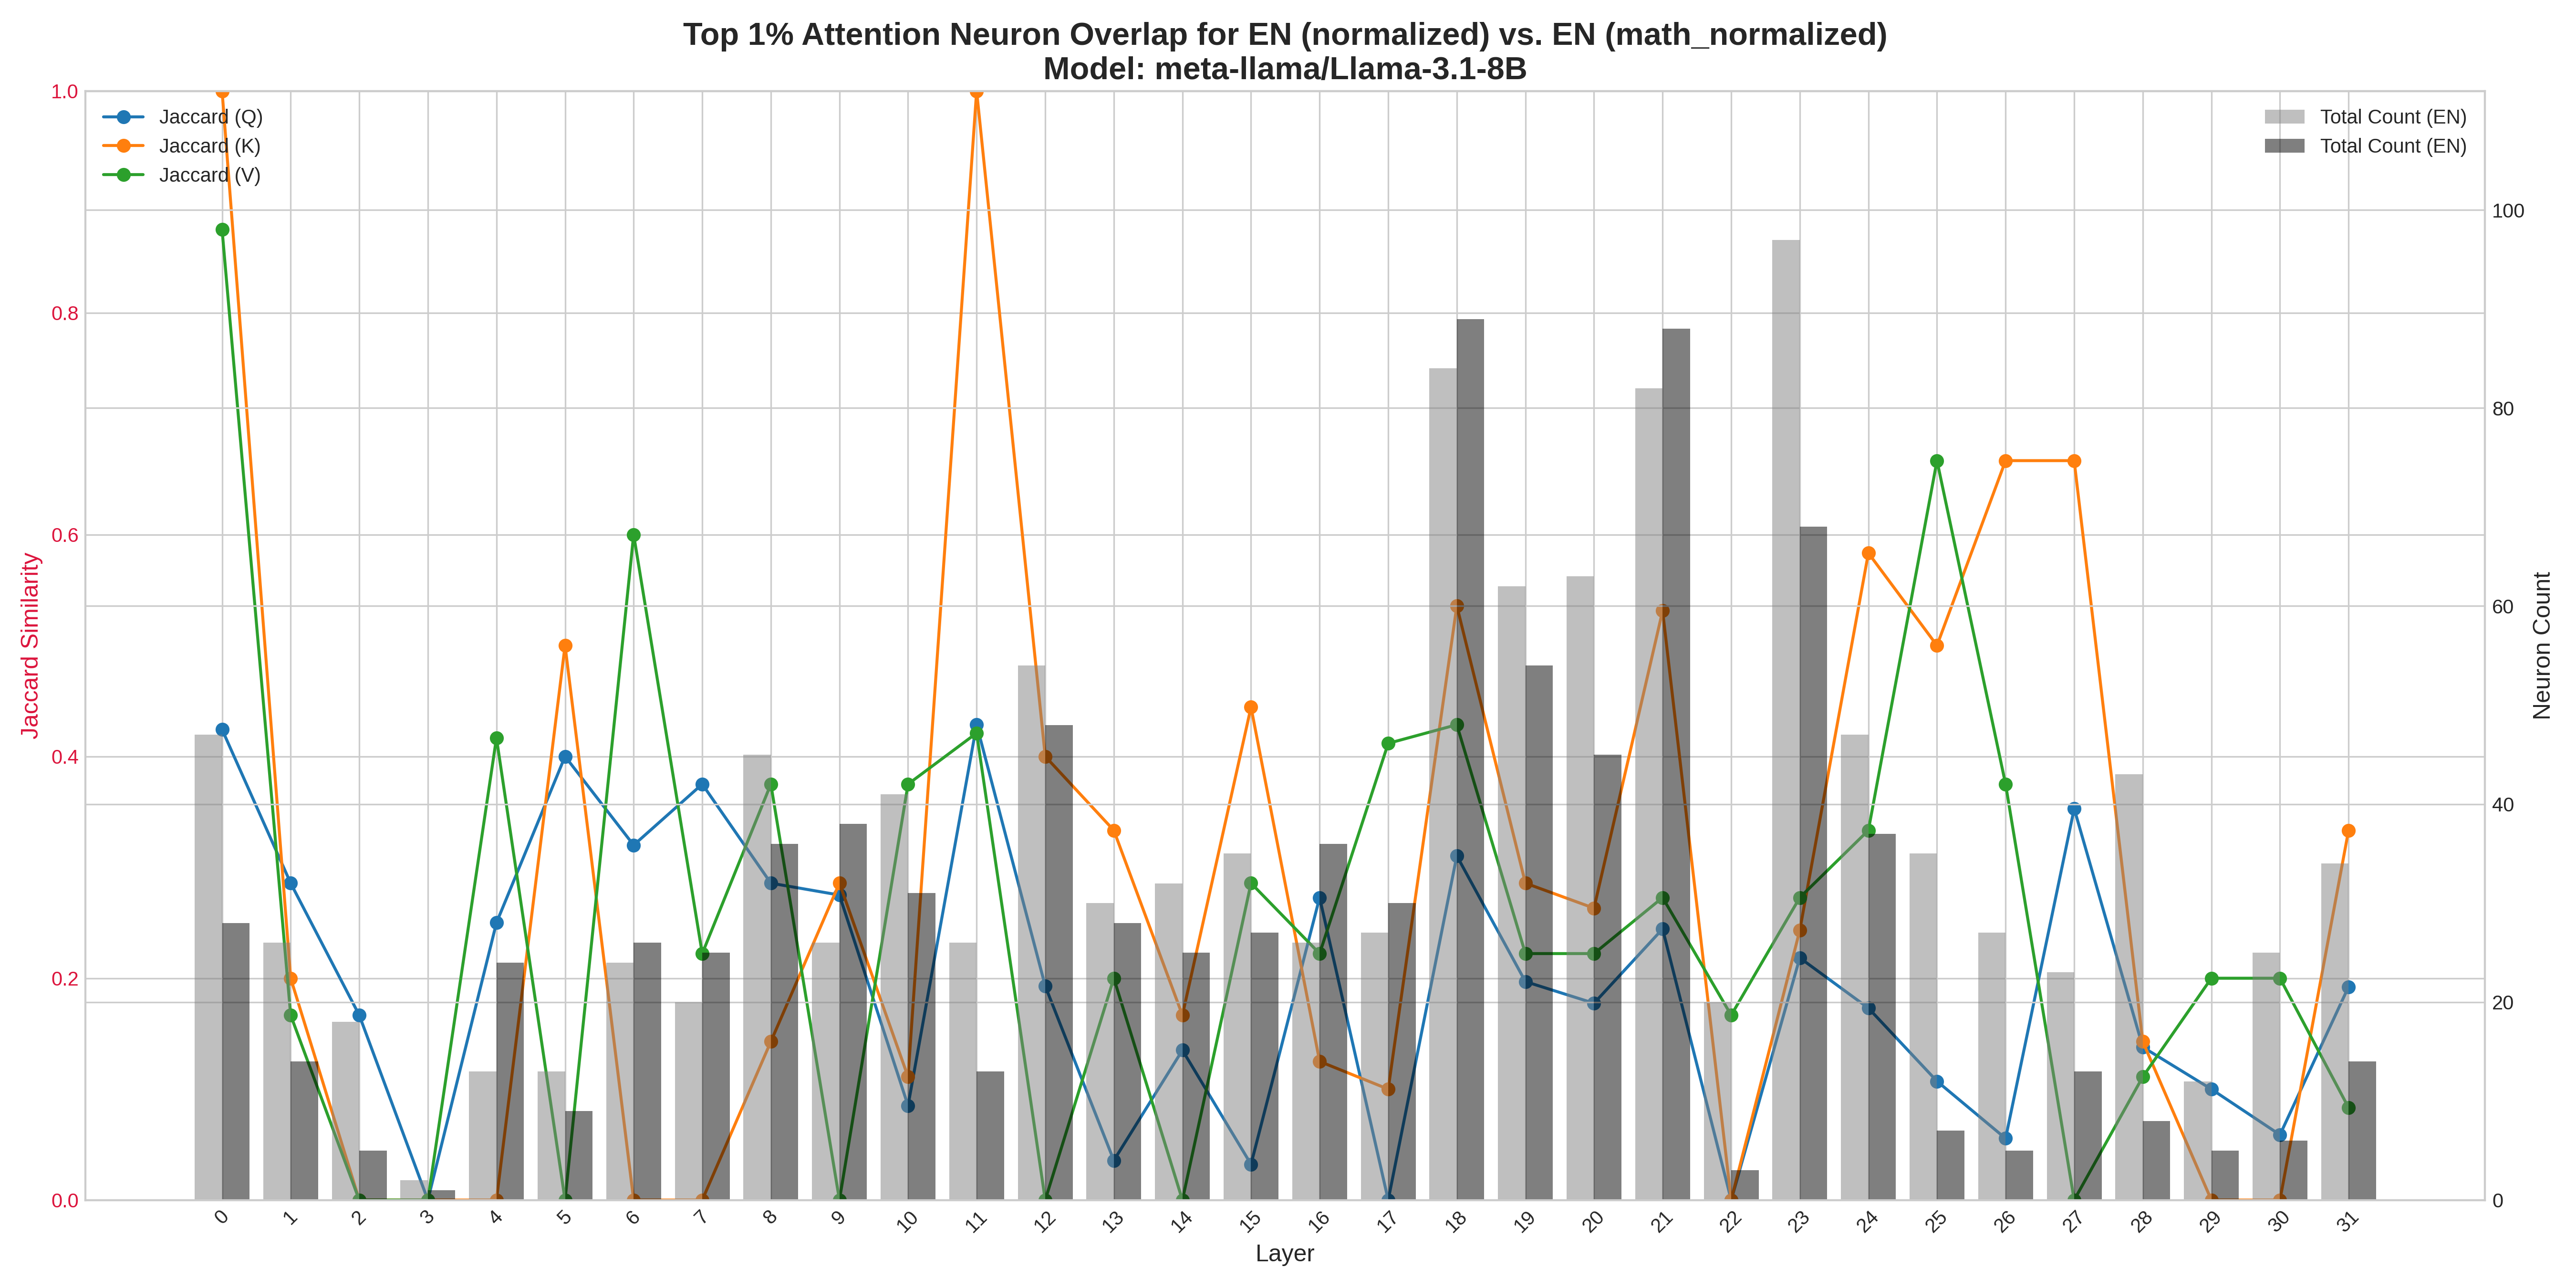 Top 1% Attention Neuron Overlap for EN (normalized) vs. EN (math_normalized)
Model: meta-llama/Llama-3.1-8B
Jaccard (Q)
Jaccard (K)
Jaccard (V)
Total Count (EN)
Total Count (EN)
Jaccard Similarity
1.0
0.8
0.6
0.4
0.2
0.0
Neuron Count
100
80
60
40
20
0
0 1 2 3 4 5 6 7 8 9 10 11 12 13 14 15 16 17 18 19 20 21 22 23 24 25 26 27 28 29 30 31
Layer